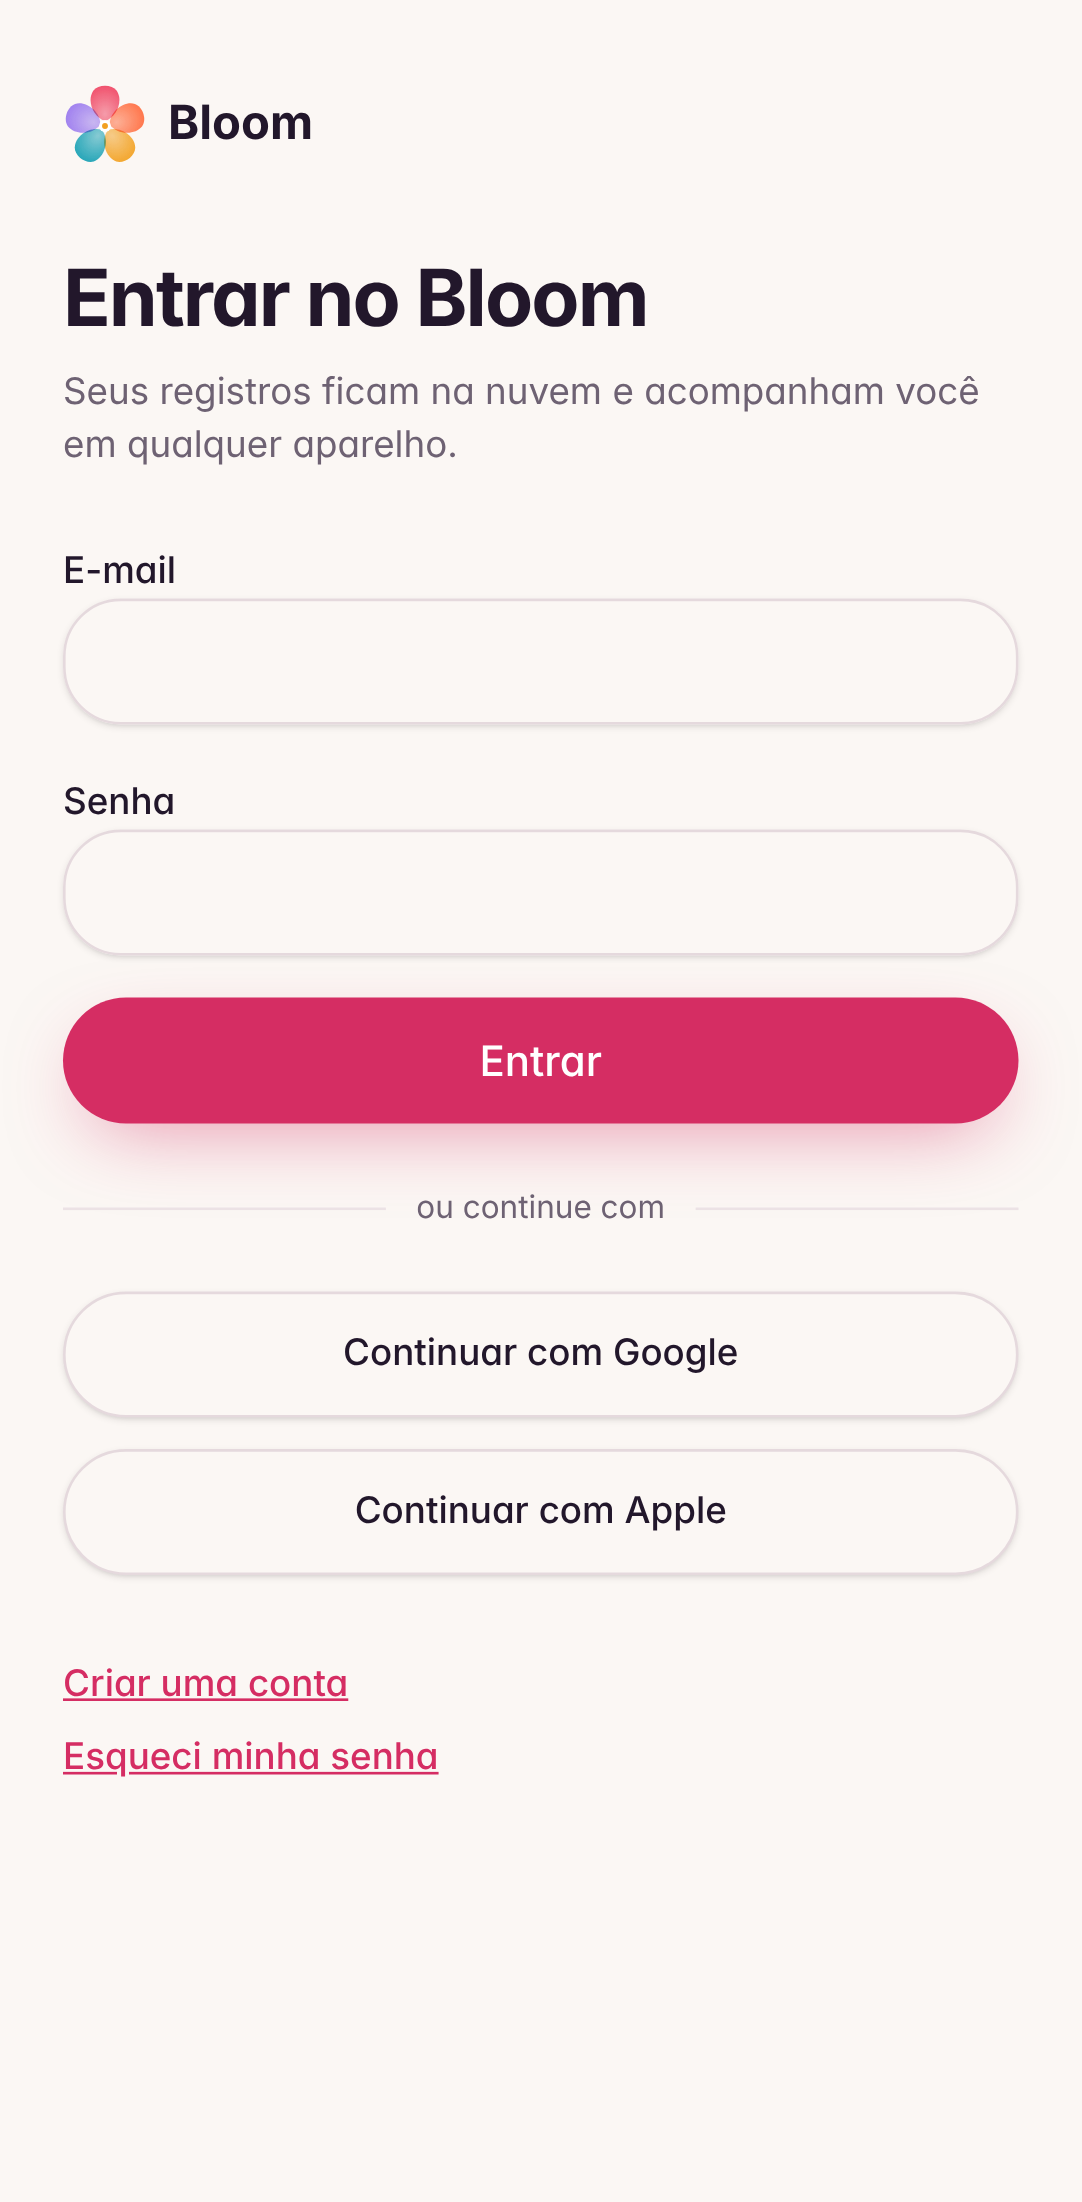 Bloom
Entrar no Bloom
Seus registros ficam na nuvem e acompanham você
em qualquer aparelho.
E-mail
Senha
Entrar
ou continue com
Continuar com Google
Continuar com Apple
Criar uma conta
Esqueci minha senha